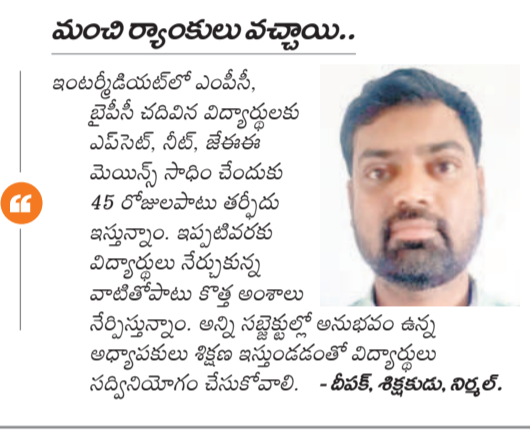 మంచి ర్యాంకులు వచ్చాయి..
ఇంటర్మీడియట్‌లో ఎంపీసీ,
బైపీసీ చదివిన విద్యార్థులకు
ఎప్‌సెట్, నీట్, జేఈఈ
మెయిన్స్ సాధిం చేందుకు
45 రోజులపాటు తర్ఫీదు
ఇస్తున్నాం. ఇప్పటివరకు
విద్యార్థులు నేర్చుకున్న
వాటితోపాటు కొత్త అంశాలు
నేర్పిస్తున్నాం. అన్ని సబ్జెక్టుల్లో అనుభవం ఉన్న
అధ్యాపకులు శిక్షణ ఇస్తుండడంతో విద్యార్థులు
సద్వినియోగం చేసుకోవాలి. - దీపక్, శిక్షకుడు, నిర్మల్.